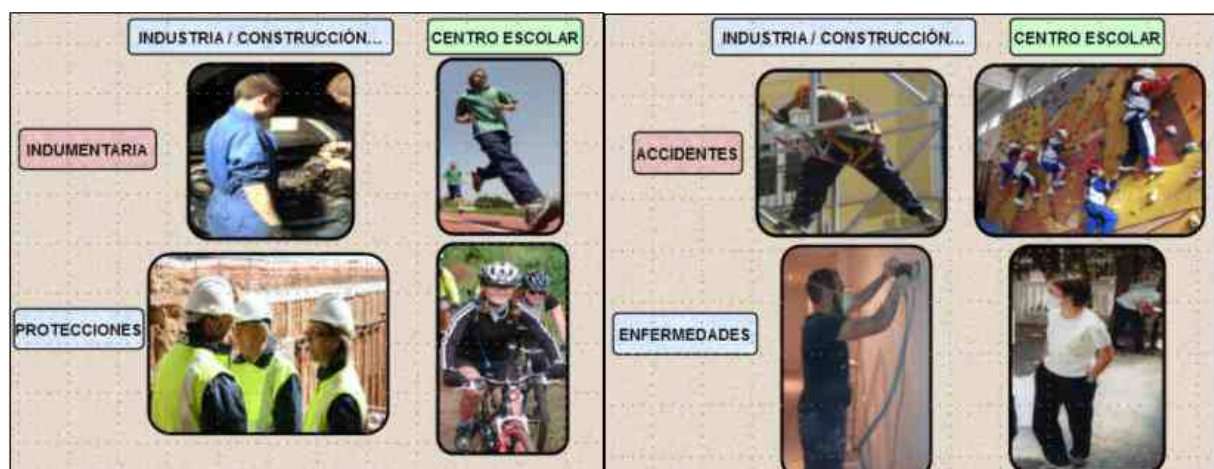 INDUSTRIA / CONSTRUCCIÓN...
CENTRO ESCOLAR
INDUMENTARIA
PROTECCIONES
INDUSTRIA / CONSTRUCCIÓN...
CENTRO ESCOLAR
ACCIDENTES
ENFERMEDADES